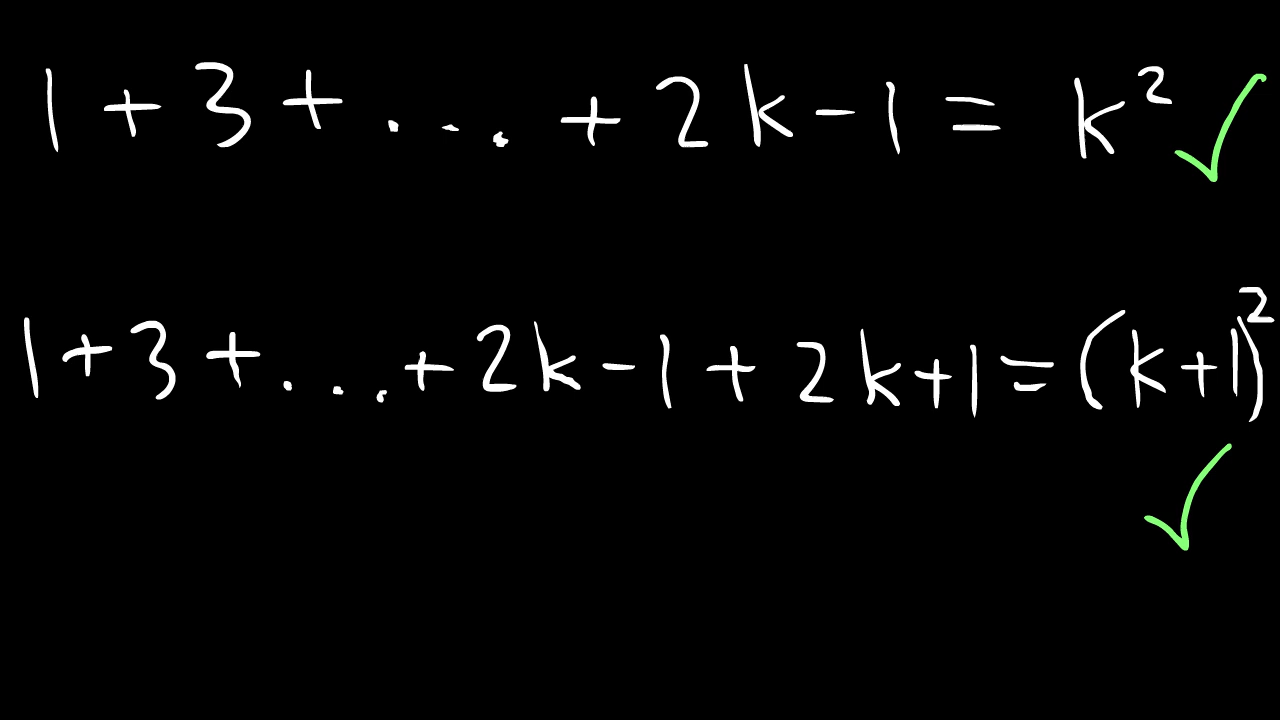 1 + 3 + ... + 2k - 1 = k²
1 + 3 + ... + 2k - 1 + 2k + 1 = (k + 1)²